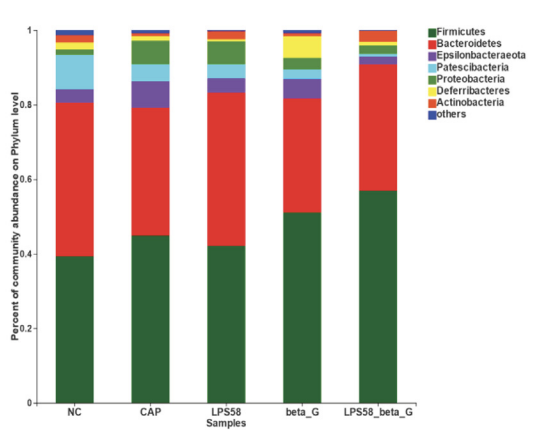 Percent of community abundance on Phylum level
1
0.8
0.6
0.4
0.2
0
NC CAP LPS58 beta_G LPS58_beta_G
Samples
Firmicutes
Bacteroidetes
Epsilonbacteraeota
Patescibacteria
Proteobacteria
Deferribacteres
Actinobacteria
others